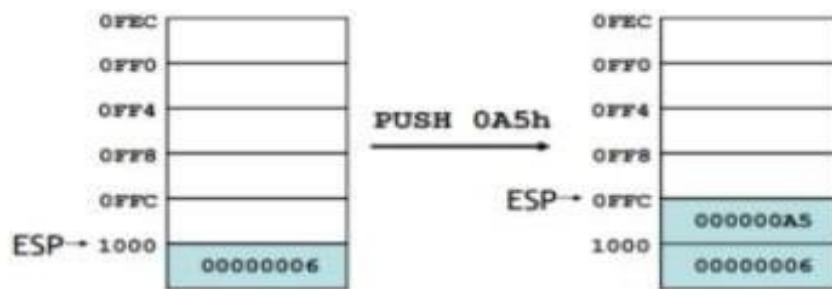 0FEC
0FF0
0FF4
0FF8
0FFC
ESP→ 1000
00000006
PUSH 0A5h
0FEC
0FF0
0FF4
0FF8
ESP→ 0FFC
000000A5
1000
00000006